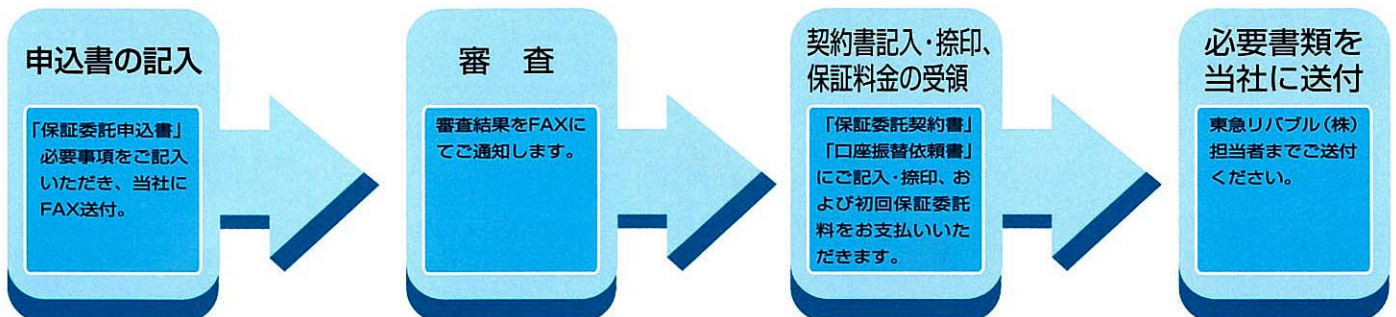 申込書の記入
「保証委託申込書」
必要事項をご記入
いただき、当社に
FAX送付。
審 査
審査結果をFAXに
てご通知します。
契約書記入・捺印、
保証料金の受領
「保証委託契約書」
「口座振替依頼書」
にご記入・捺印、お
よび初回保証委託
料をお支払いいた
だきます。
必要書類を
当社に送付
東急リバブル(株)
担当者までご送付
ください。